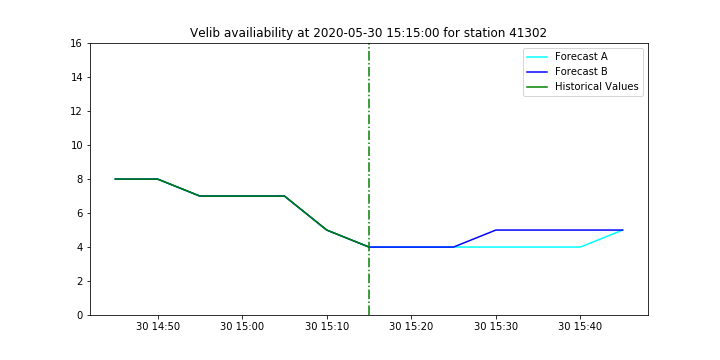 Velib availiability at 2020-05-30 15:15:00 for station 41302
16
14
12
10
8
6
4
2
0
Forecast A
Forecast B
Historical Values
30 14:50 30 15:00 30 15:10 30 15:20 30 15:30 30 15:40